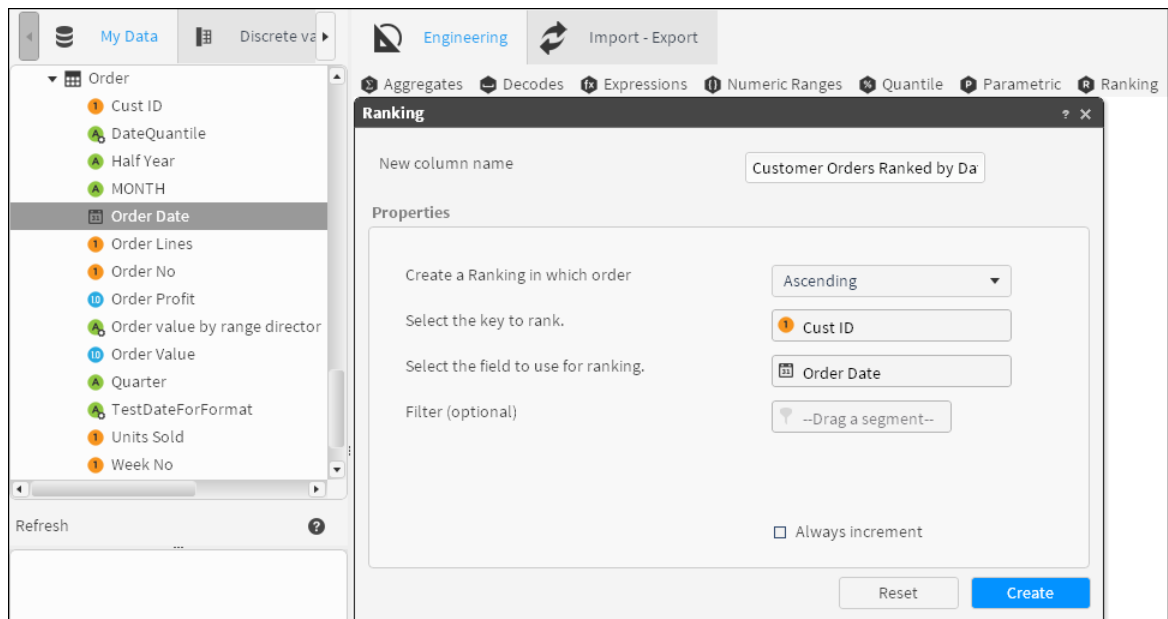 My Data
Discrete va
Engineering
Import - Export
Order
Cust ID
DateQuantile
Half Year
MONTH
Order Date
Order Lines
Order No
Order Profit
Order value by range director
Order Value
Quarter
TestDateForFormat
Units Sold
Week No
Refresh
Aggregates Decodes Expressions Numeric Ranges Quantile Parametric Ranking
Ranking
New column name
Customer Orders Ranked by Da
Properties
Create a Ranking in which order
Ascending
Select the key to rank.
Cust ID
Select the field to use for ranking.
Order Date
Filter (optional)
--Drag a segment--
Always increment
Reset
Create